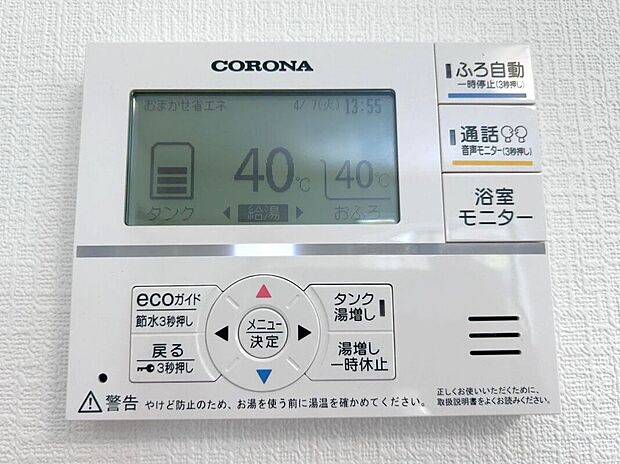 CORONA
おまかせ省エネ 4/ 7(火) 13:55
40℃ 40℃
タンク 給湯 おふろ
ふろ自動
一時停止(3秒押し)
通話
音声モニター(3秒押し)
浴室
モニター
ecoガイド
節水3秒押し
戻る
3秒押し
メニュー
決定
タンク
湯増し
湯増し
一時休止
警告 やけど防止のため、お湯を使う前に湯温を確かめてください。
正しくお使いいただくために、
取扱説明書をよくお読みください。